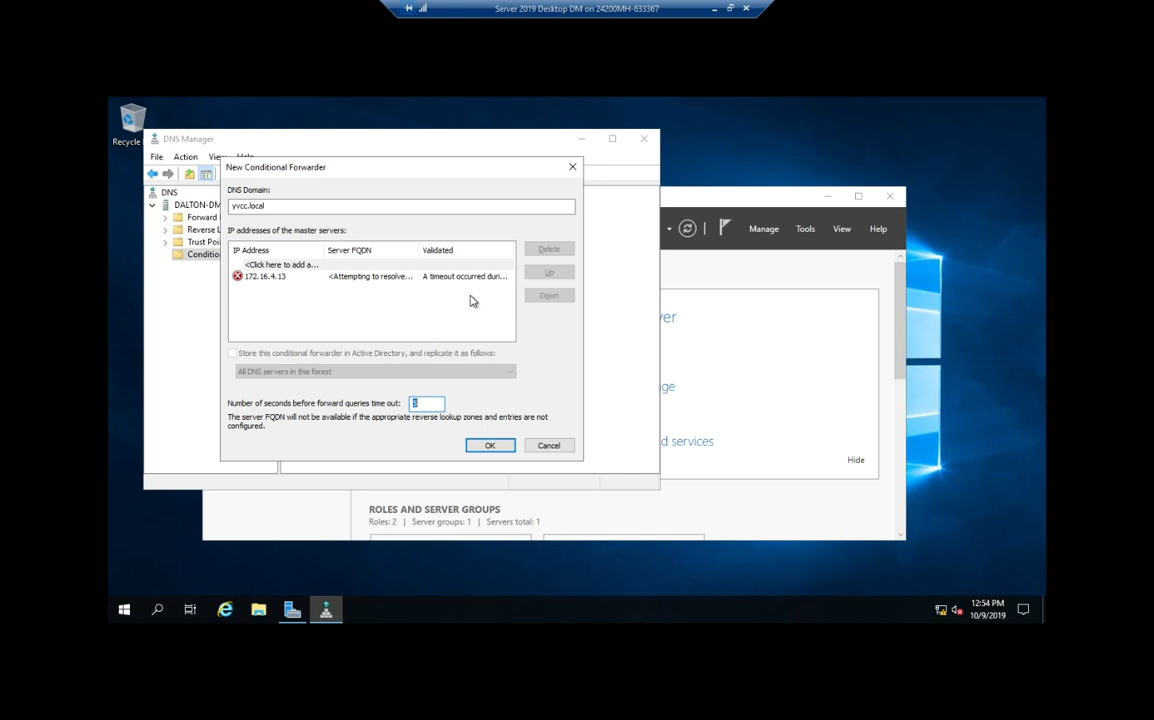 Server 2019 Desktop DM on 24200MH-633367
Recycle
DNS Manager
File Action View Help
DNS
DALTON-DM
Forward
Reverse L
Trust Poin
Conditio
New Conditional Forwarder
DNS Domain:
yvcc.local
IP addresses of the master servers:
IP Address Server FQDN Validated
<Click here to add a...
172.16.4.13 <Attempting to resolve... A timeout occurred duri...
Delete
Up
Down
Store this conditional forwarder in Active Directory, and replicate it as follows:
All DNS servers in this forest
Number of seconds before forward queries time out: 5
The server FQDN will not be available if the appropriate reverse lookup zones and entries are not
configured.
OK Cancel
Manage Tools View Help
ver
ge
d services
Hide
ROLES AND SERVER GROUPS
Roles: 2 | Server groups: 1 | Servers total: 1
12:54 PM
10/9/2019